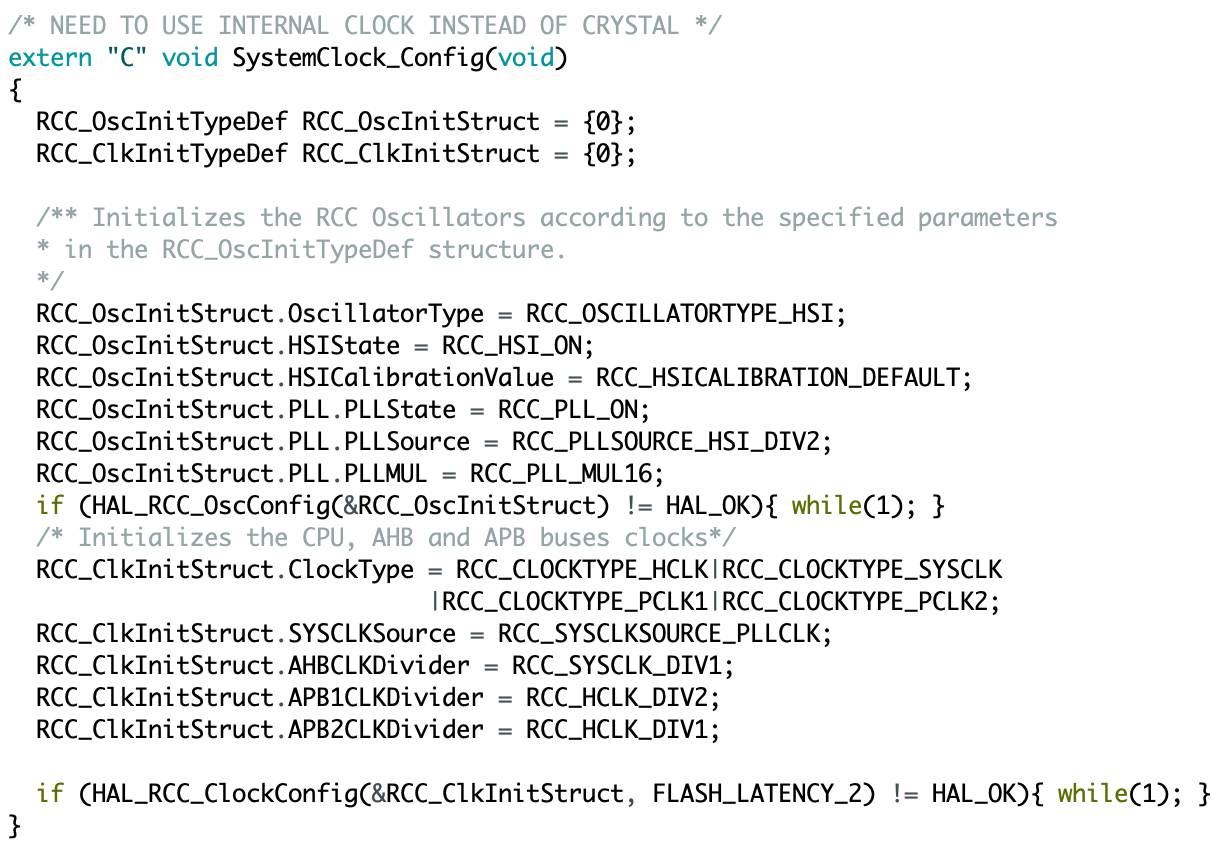 /* NEED TO USE INTERNAL CLOCK INSTEAD OF CRYSTAL */
extern "C" void SystemClock_Config(void)
{
  RCC_OscInitTypeDef RCC_OscInitStruct = {0};
  RCC_ClkInitTypeDef RCC_ClkInitStruct = {0};

  /** Initializes the RCC Oscillators according to the specified parameters
  * in the RCC_OscInitTypeDef structure.
  */
  RCC_OscInitStruct.OscillatorType = RCC_OSCILLATORTYPE_HSI;
  RCC_OscInitStruct.HSIState = RCC_HSI_ON;
  RCC_OscInitStruct.HSICalibrationValue = RCC_HSICALIBRATION_DEFAULT;
  RCC_OscInitStruct.PLL.PLLState = RCC_PLL_ON;
  RCC_OscInitStruct.PLL.PLLSource = RCC_PLLSOURCE_HSI_DIV2;
  RCC_OscInitStruct.PLL.PLLMUL = RCC_PLL_MUL16;
  if (HAL_RCC_OscConfig(&RCC_OscInitStruct) != HAL_OK){ while(1); }
  /* Initializes the CPU, AHB and APB buses clocks*/
  RCC_ClkInitStruct.ClockType = RCC_CLOCKTYPE_HCLK|RCC_CLOCKTYPE_SYSCLK
                              |RCC_CLOCKTYPE_PCLK1|RCC_CLOCKTYPE_PCLK2;
  RCC_ClkInitStruct.SYSCLKSource = RCC_SYSCLKSOURCE_PLLCLK;
  RCC_ClkInitStruct.AHBCLKDivider = RCC_SYSCLK_DIV1;
  RCC_ClkInitStruct.APB1CLKDivider = RCC_HCLK_DIV2;
  RCC_ClkInitStruct.APB2CLKDivider = RCC_HCLK_DIV1;

  if (HAL_RCC_ClockConfig(&RCC_ClkInitStruct, FLASH_LATENCY_2) != HAL_OK){ while(1); }
}